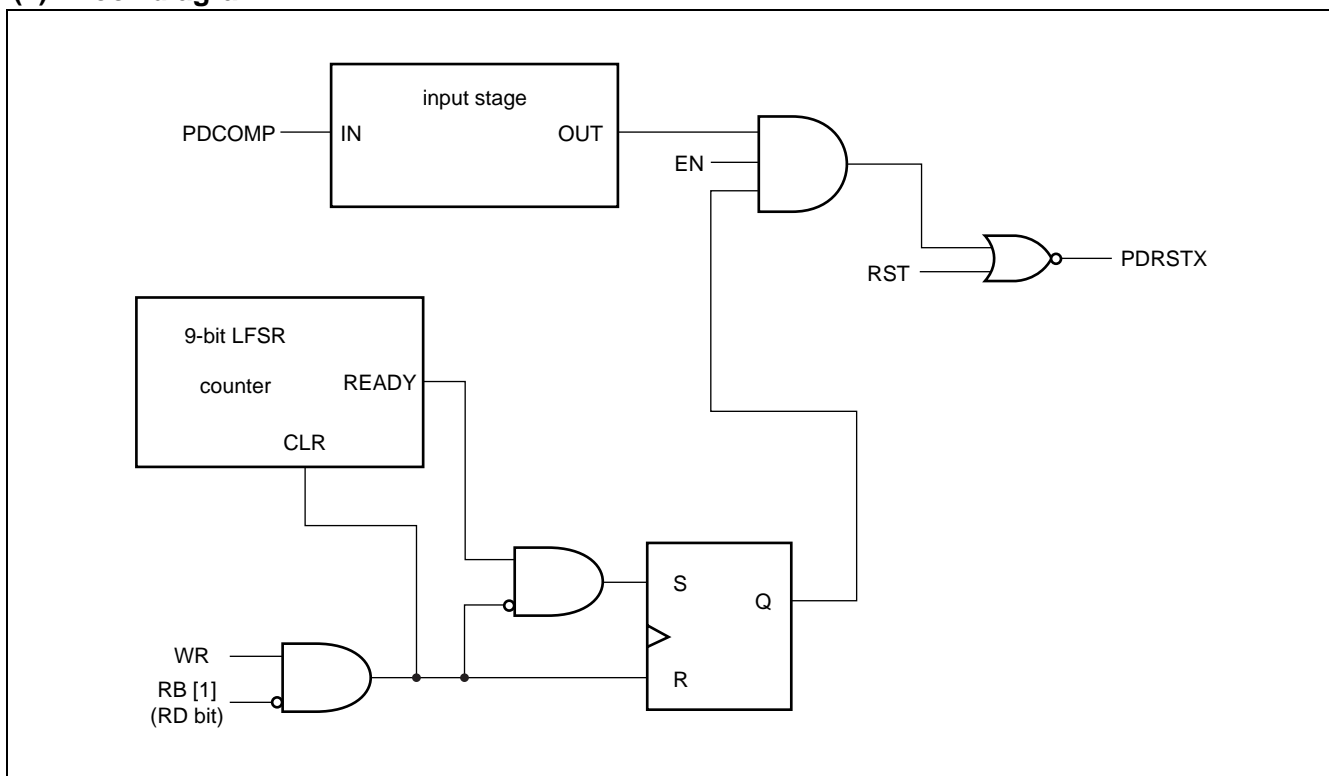 input stage
PDCOMP
IN
OUT
EN
RST
PDRSTX
9-bit LFSR
counter
READY
CLR
S
Q
R
WR
RB [1]
(RD bit)